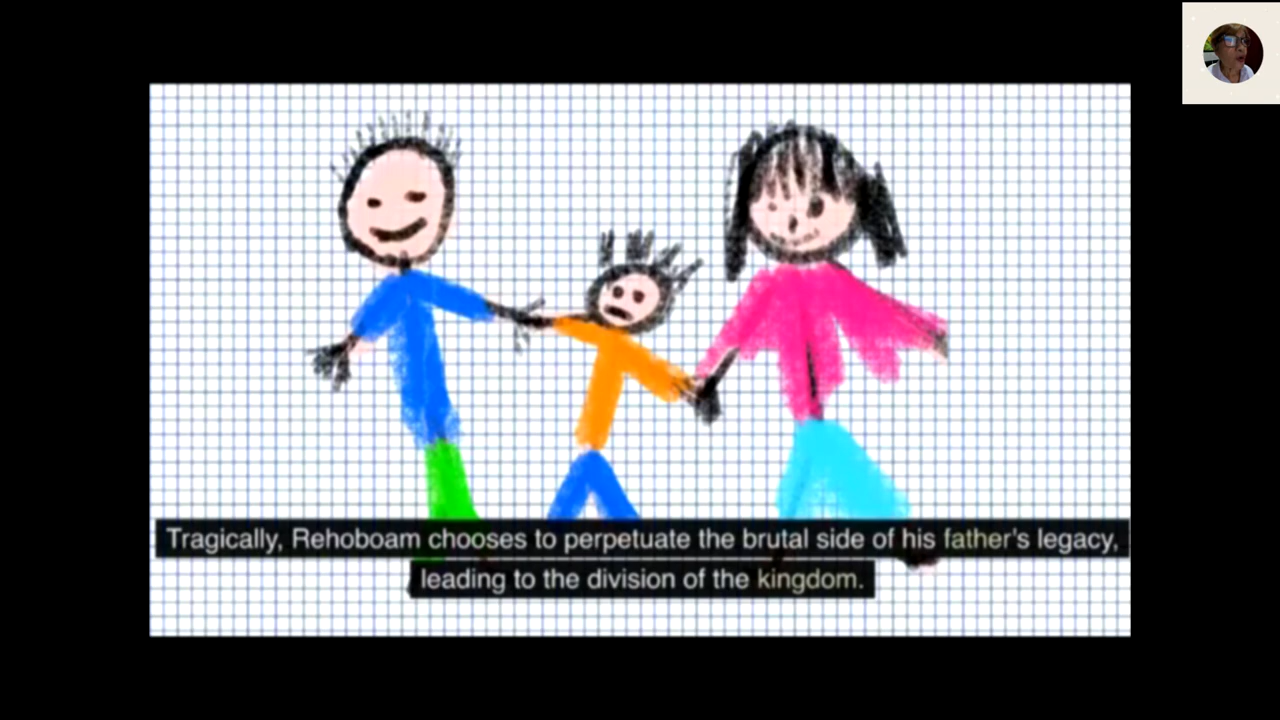 Tragically, Rehoboam chooses to perpetuate the brutal side of his father's legacy,
leading to the division of the kingdom.